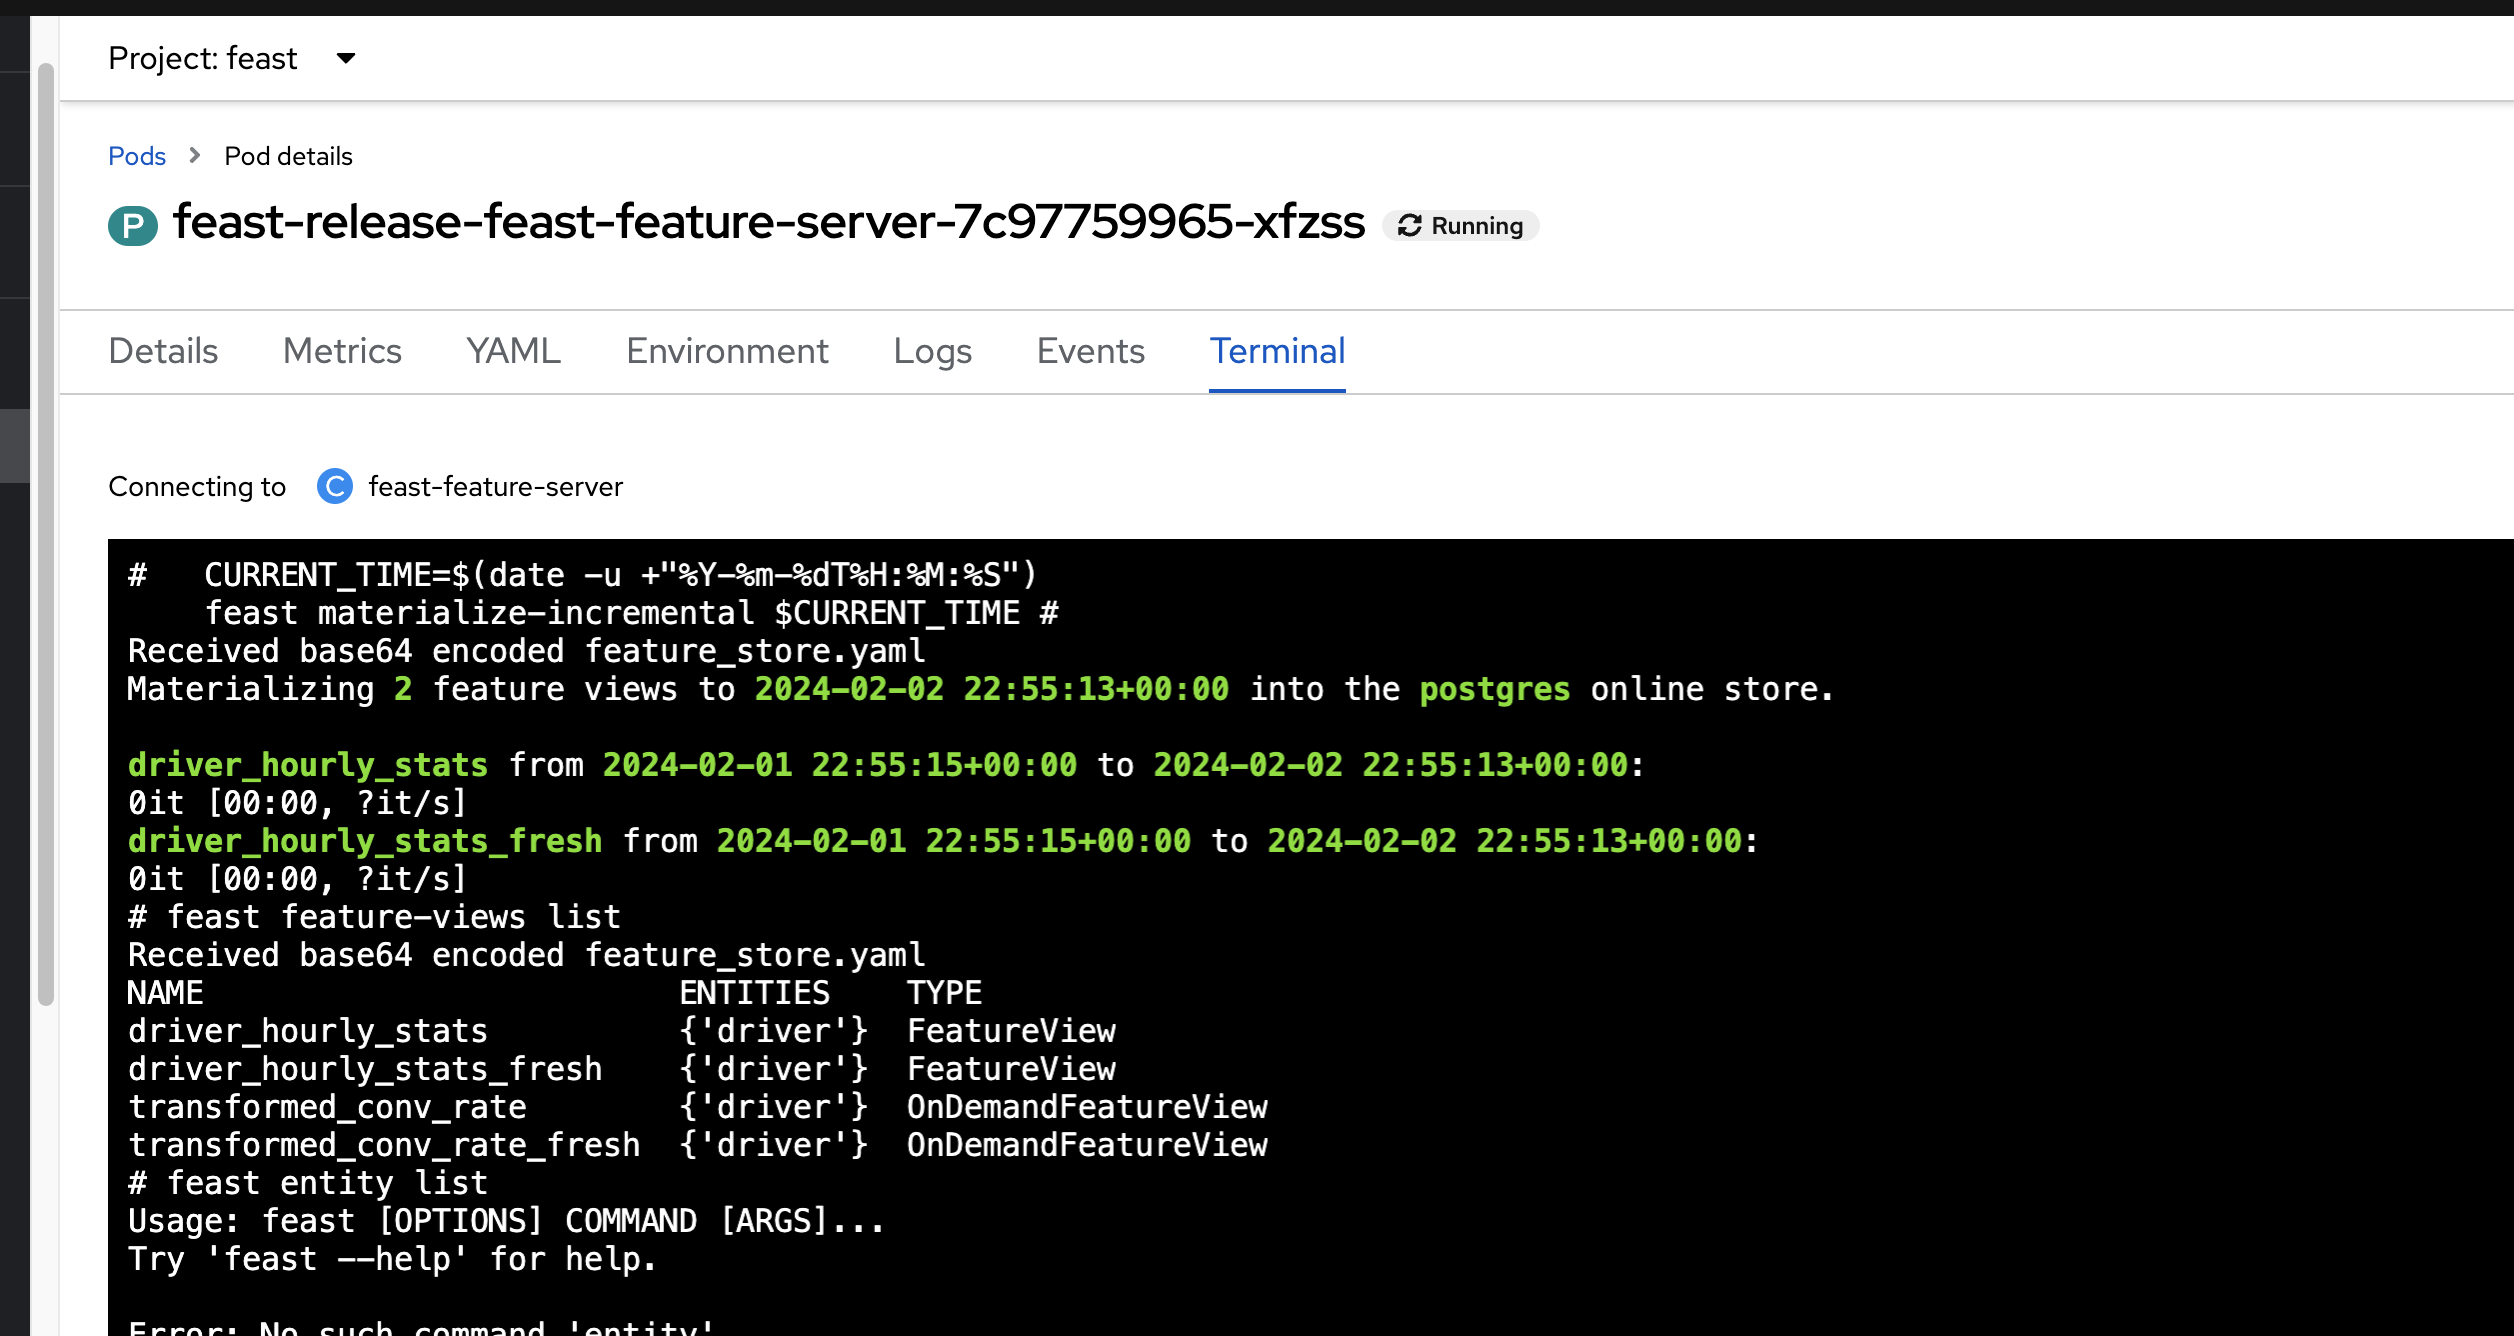 Project: feast
Pods > Pod details
P feast-release-feast-feature-server-7c97759965-xfzss Running
Details Metrics YAML Environment Logs Events Terminal
Connecting to C feast-feature-server
#   CURRENT_TIME=$(date -u +"%Y-%m-%dT%H:%M:%S")
    feast materialize-incremental $CURRENT_TIME #
Received base64 encoded feature_store.yaml
Materializing 2 feature views to 2024-02-02 22:55:13+00:00 into the postgres online store.
driver_hourly_stats from 2024-02-01 22:55:15+00:00 to 2024-02-02 22:55:13+00:00:
0it [00:00, ?it/s]
driver_hourly_stats_fresh from 2024-02-01 22:55:15+00:00 to 2024-02-02 22:55:13+00:00:
0it [00:00, ?it/s]
# feast feature-views list
Received base64 encoded feature_store.yaml
NAME                         ENTITIES    TYPE
driver_hourly_stats          {'driver'}  FeatureView
driver_hourly_stats_fresh    {'driver'}  FeatureView
transformed_conv_rate        {'driver'}  OnDemandFeatureView
transformed_conv_rate_fresh  {'driver'}  OnDemandFeatureView
# feast entity list
Usage: feast [OPTIONS] COMMAND [ARGS]...
Try 'feast --help' for help.
Error: No such command 'entity'